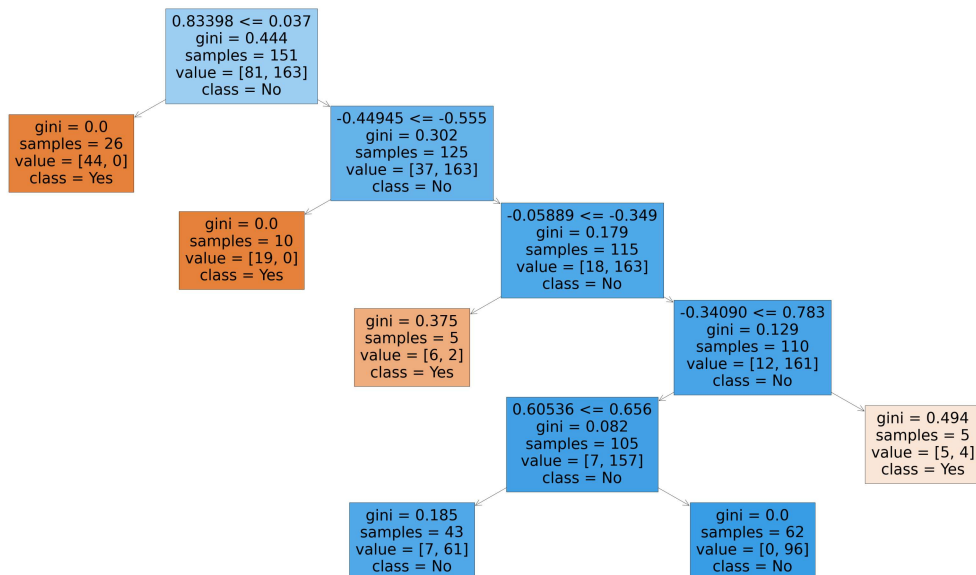 0.83398 <= 0.037
gini = 0.444
samples = 151
value = [81, 163]
class = No
gini = 0.0
samples = 26
value = [44, 0]
class = Yes
-0.44945 <= -0.555
gini = 0.302
samples = 125
value = [37, 163]
class = No
gini = 0.0
samples = 10
value = [19, 0]
class = Yes
-0.05889 <= -0.349
gini = 0.179
samples = 115
value = [18, 163]
class = No
gini = 0.375
samples = 5
value = [6, 2]
class = Yes
-0.34090 <= 0.783
gini = 0.129
samples = 110
value = [12, 161]
class = No
0.60536 <= 0.656
gini = 0.082
samples = 105
value = [7, 157]
class = No
gini = 0.494
samples = 5
value = [5, 4]
class = Yes
gini = 0.185
samples = 43
value = [7, 61]
class = No
gini = 0.0
samples = 62
value = [0, 96]
class = No